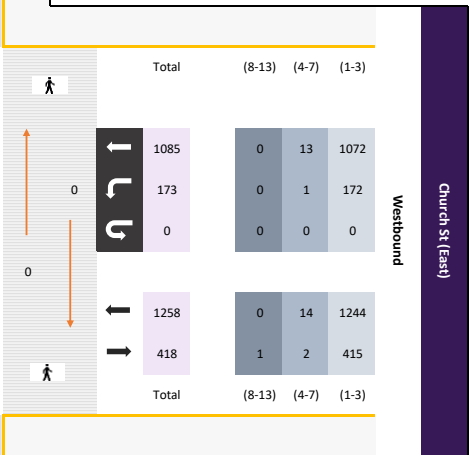 Total (8-13) (4-7) (1-3)
1085 0 13 1072
0 173 0 1 172
0 0 0 0
0
1258 0 14 1244
418 1 2 415
Total (8-13) (4-7) (1-3)
Westbound
Church St (East)